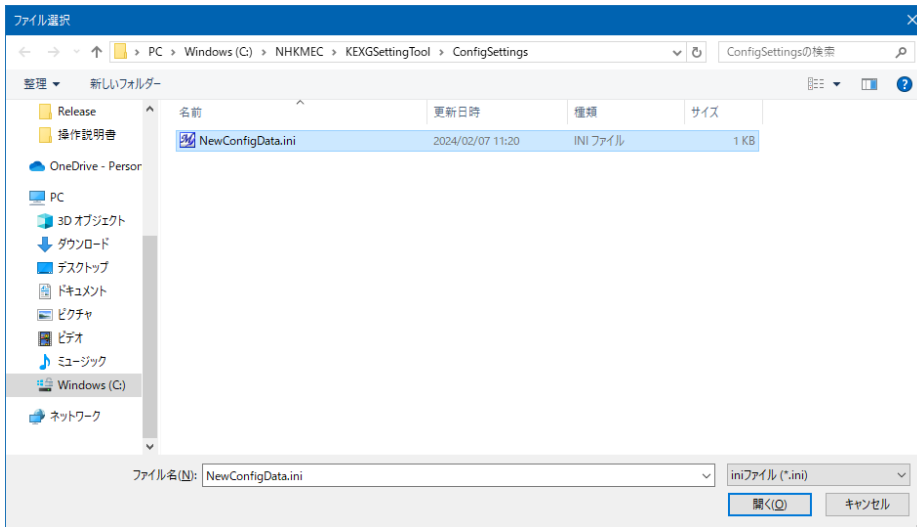 ファイル選択
PC > Windows (C:) > NHKMEC > KEXGSettingTool > ConfigSettings
ConfigSettingsの検索
整理
新しいフォルダー
名前 更新日時 種類 サイズ
NewConfigData.ini 2024/02/07 11:20 INI ファイル 1 KB
Release
操作説明書
OneDrive - Person
PC
3D オブジェクト
ダウンロード
デスクトップ
ドキュメント
ピクチャ
ビデオ
ミュージック
Windows (C:)
ネットワーク
ファイル名(N): NewConfigData.ini
iniファイル (*.ini)
開く(O) キャンセル